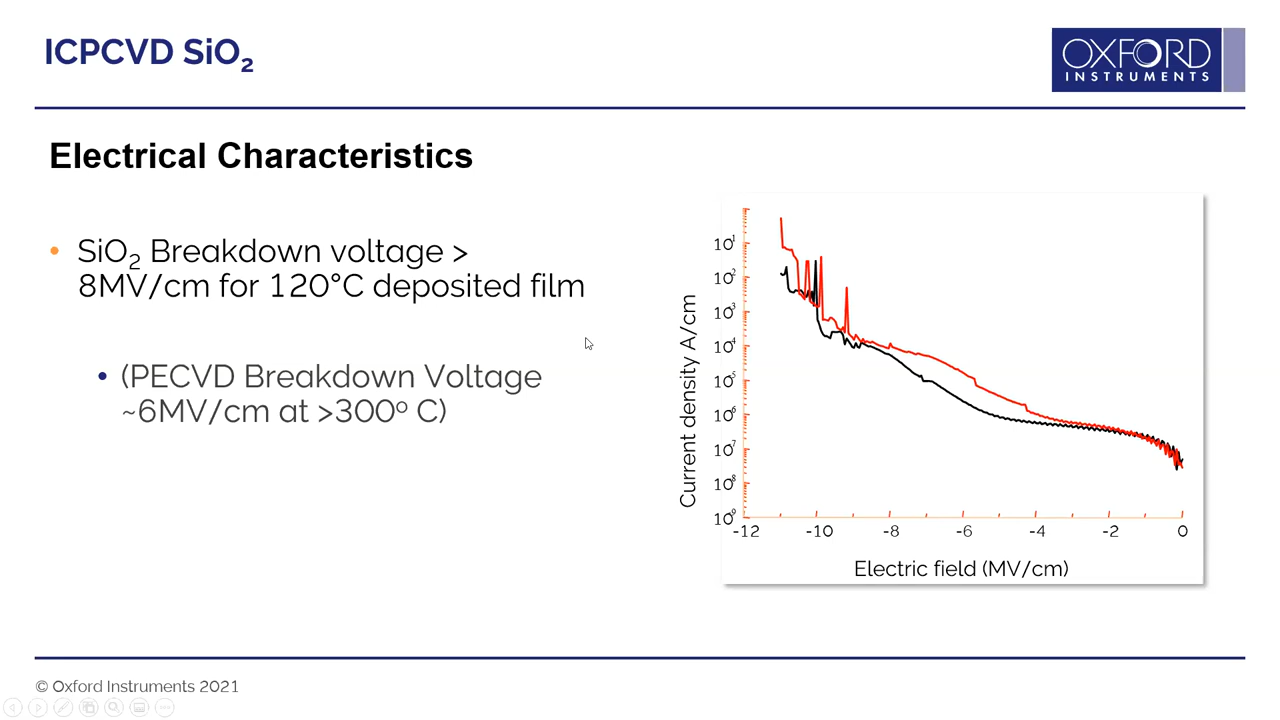 ICPCVD SiO₂
OXFORD
INSTRUMENTS
Electrical Characteristics
• SiO₂ Breakdown voltage >
8MV/cm for 120°C deposited film
• (PECVD Breakdown Voltage
~6MV/cm at >300º C)
Current density A/cm
10¹
10²
10³
10⁴
10⁵
10⁶
10⁷
10⁸
10⁹
-12 -10 -8 -6 -4 -2 0
Electric field (MV/cm)
© Oxford Instruments 2021